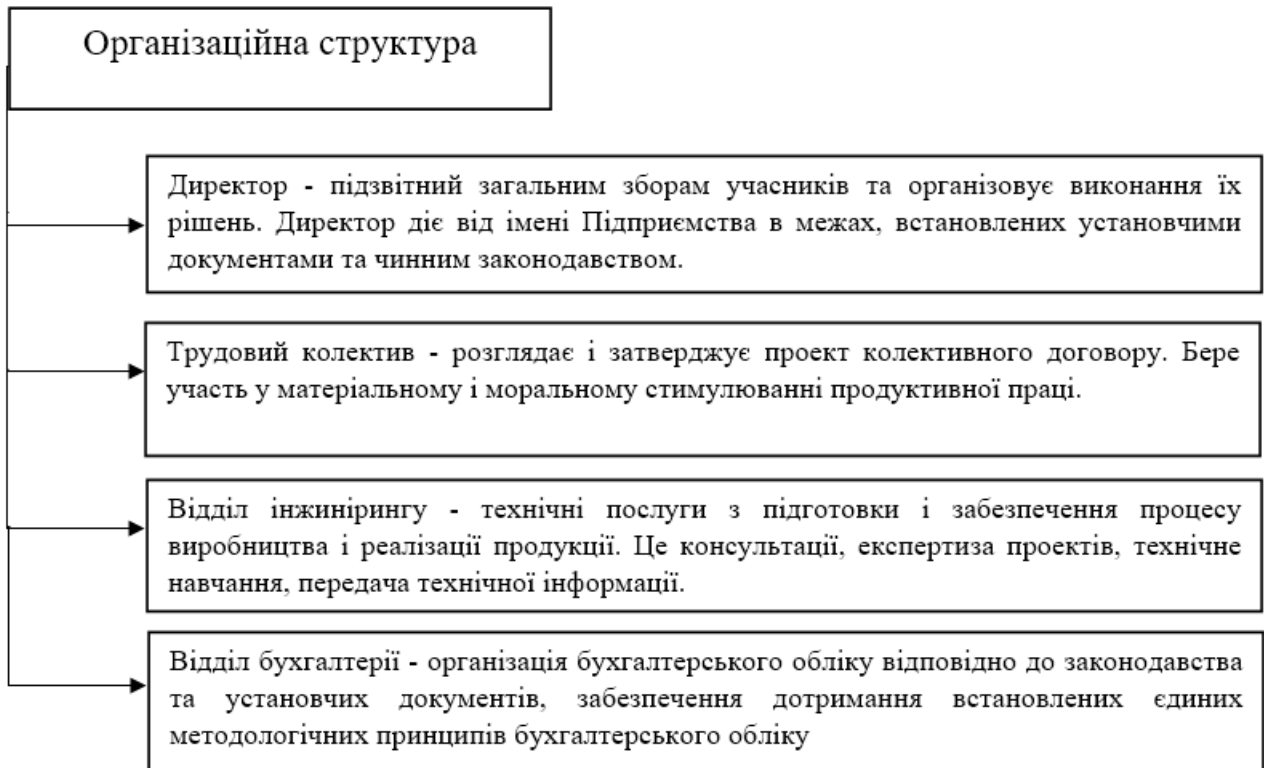 Організаційна структура
Директор - підзвітний загальним зборам учасників та організовує виконання їх
рішень. Директор діє від імені Підприємства в межах, встановлених установчими
документами та чинним законодавством.
Трудовий колектив - розглядає і затверджує проект колективного договору. Бере
участь у матеріальному і моральному стимулюванні продуктивної праці.
Відділ інжинірингу - технічні послуги з підготовки і забезпечення процесу
виробництва і реалізації продукції. Це консультації, експертиза проектів, технічне
навчання, передача технічної інформації.
Відділ бухгалтерії - організація бухгалтерського обліку відповідно до законодавства
та установчих документів, забезпечення дотримання встановлених єдиних
методологічних принципів бухгалтерського обліку